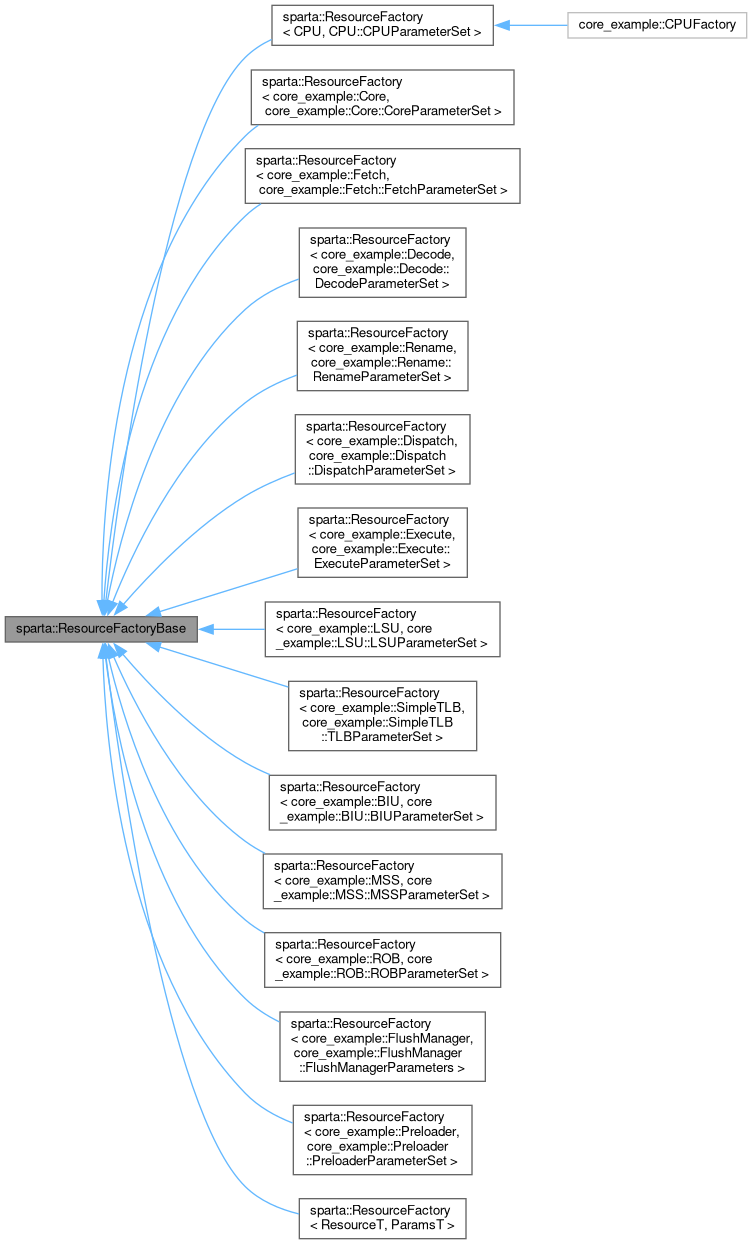 sparta::ResourceFactory
< CPU, CPU::CPUParameterSet >
core_example::CPUFactory
sparta::ResourceFactory
< core_example::Core,
core_example::Core::CoreParameterSet >
sparta::ResourceFactory
< core_example::Fetch,
core_example::Fetch::FetchParameterSet >
sparta::ResourceFactory
< core_example::Decode,
core_example::Decode::
DecodeParameterSet >
sparta::ResourceFactory
< core_example::Rename,
core_example::Rename::
RenameParameterSet >
sparta::ResourceFactory
< core_example::Dispatch,
core_example::Dispatch
::DispatchParameterSet >
sparta::ResourceFactory
< core_example::Execute,
core_example::Execute::
ExecuteParameterSet >
sparta::ResourceFactoryBase
sparta::ResourceFactory
< core_example::LSU, core
_example::LSU::LSUParameterSet >
sparta::ResourceFactory
< core_example::SimpleTLB,
core_example::SimpleTLB
::TLBParameterSet >
sparta::ResourceFactory
< core_example::BIU, core
_example::BIU::BIUParameterSet >
sparta::ResourceFactory
< core_example::MSS, core
_example::MSS::MSSParameterSet >
sparta::ResourceFactory
< core_example::ROB, core
_example::ROB::ROBParameterSet >
sparta::ResourceFactory
< core_example::FlushManager,
core_example::FlushManager
::FlushManagerParameters >
sparta::ResourceFactory
< core_example::Preloader,
core_example::Preloader
::PreloaderParameterSet >
sparta::ResourceFactory
< ResourceT, ParamsT >